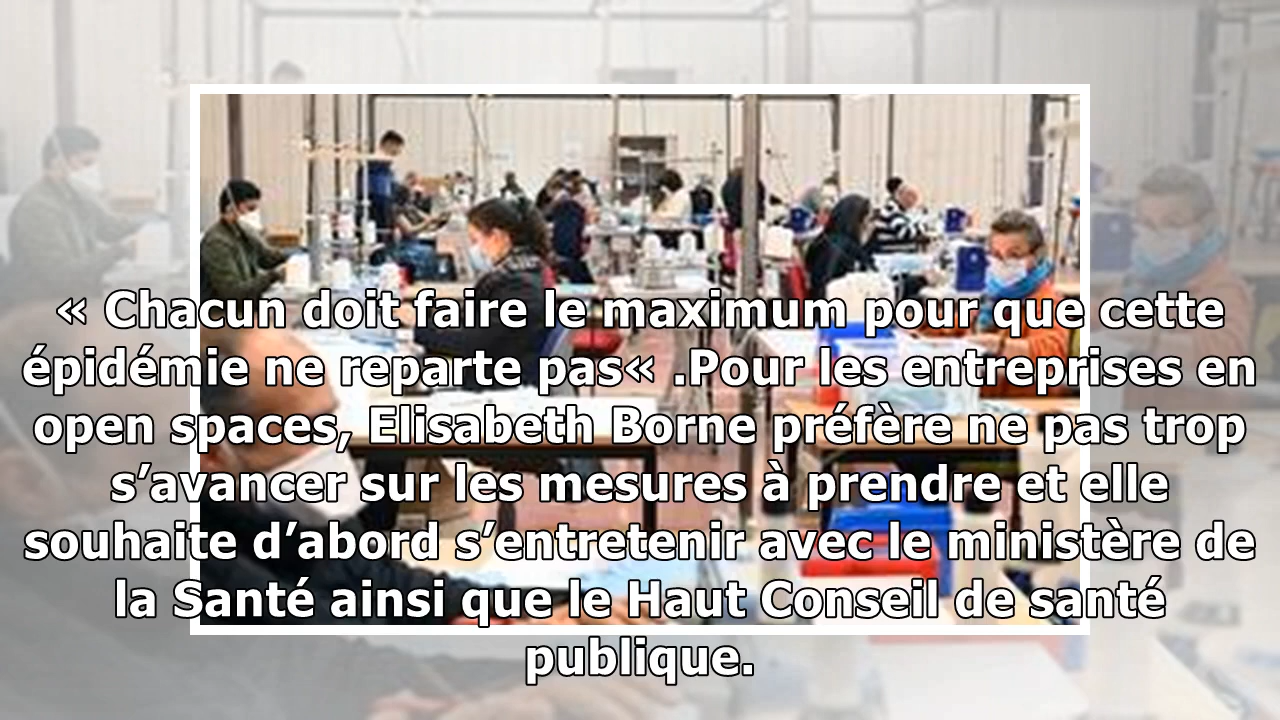 « Chacun doit faire le maximum pour que cette
épidémie ne reparte pas« .Pour les entreprises en
open spaces, Elisabeth Borne préfère ne pas trop
s’avancer sur les mesures à prendre et elle
souhaite d’abord s’entretenir avec le ministère de
la Santé ainsi que le Haut Conseil de santé
publique.